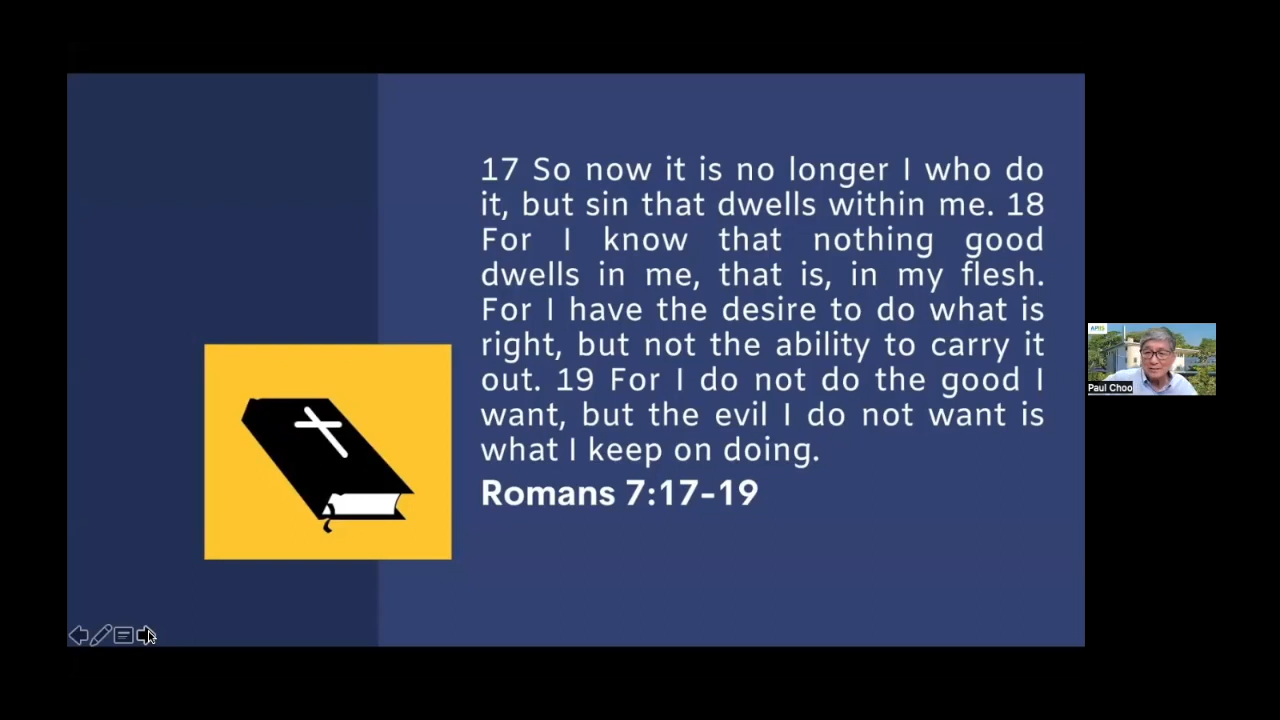 17 So now it is no longer I who do
it, but sin that dwells within me. 18
For I know that nothing good
dwells in me, that is, in my flesh.
For I have the desire to do what is
right, but not the ability to carry it
out. 19 For I do not do the good I
want, but the evil I do not want is
what I keep on doing.
Romans 7:17-19
Paul Choo